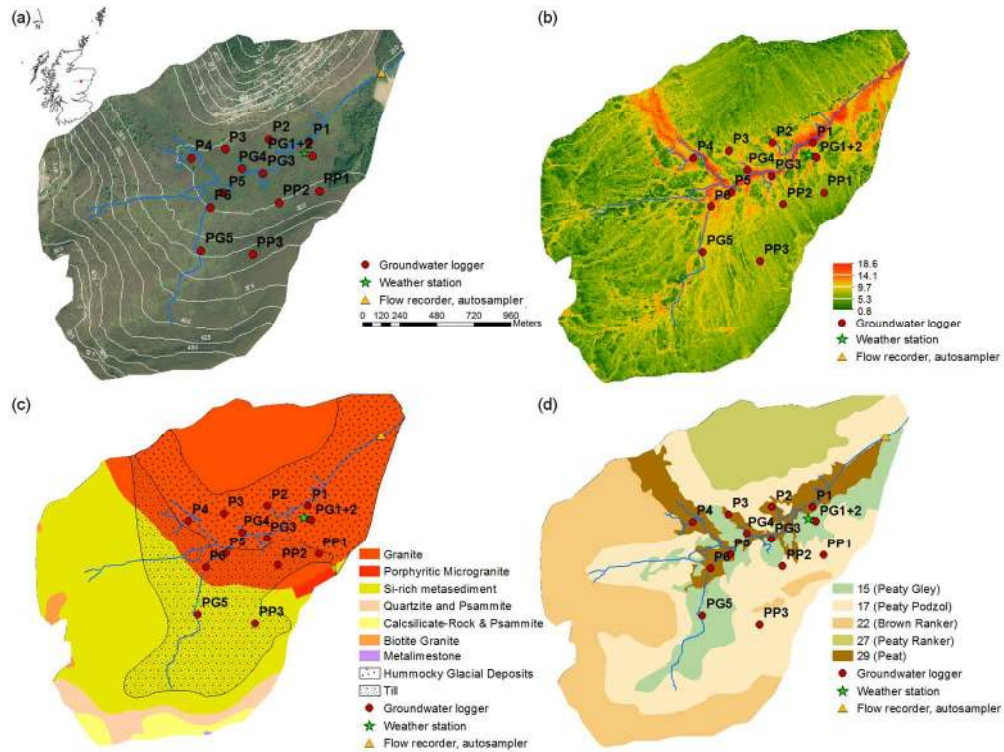 (a)
N
P2
P1
P3
PG1+2
P4
PG4
PG3
P5
PP2
PP1
P6
PG5
PP3
Groundwater logger
Weather station
Flow recorder, autosampler
0 120 240 480 720 960
Meters
(b)
P2
P1
P3
PG1+2
P4
PG4
PG3
P5
PP2
PP1
P6
PG5
PP3
18.6
14.1
9.7
5.3
0.8
Groundwater logger
Weather station
Flow recorder, autosampler
(c)
P2
P1
P3
PG1+2
P4
PG4
PG3
P5
PP2
PP1
P6
PG5
PP3
Granite
Porphyritic Microgranite
Si-rich metasediment
Quartzite and Psammite
Calcsilicate-Rock & Psammite
Biotite Granite
Metalimestone
Hummocky Glacial Deposits
Till
Groundwater logger
Weather station
Flow recorder, autosampler
(d)
P2
P1
P3
PG1+2
P4
PG4
PG3
P5
PP2
PP1
P6
PG5
PP3
15 (Peaty Gley)
17 (Peaty Podzol)
22 (Brown Ranker)
27 (Peaty Ranker)
29 (Peat)
Groundwater logger
Weather station
Flow recorder, autosampler